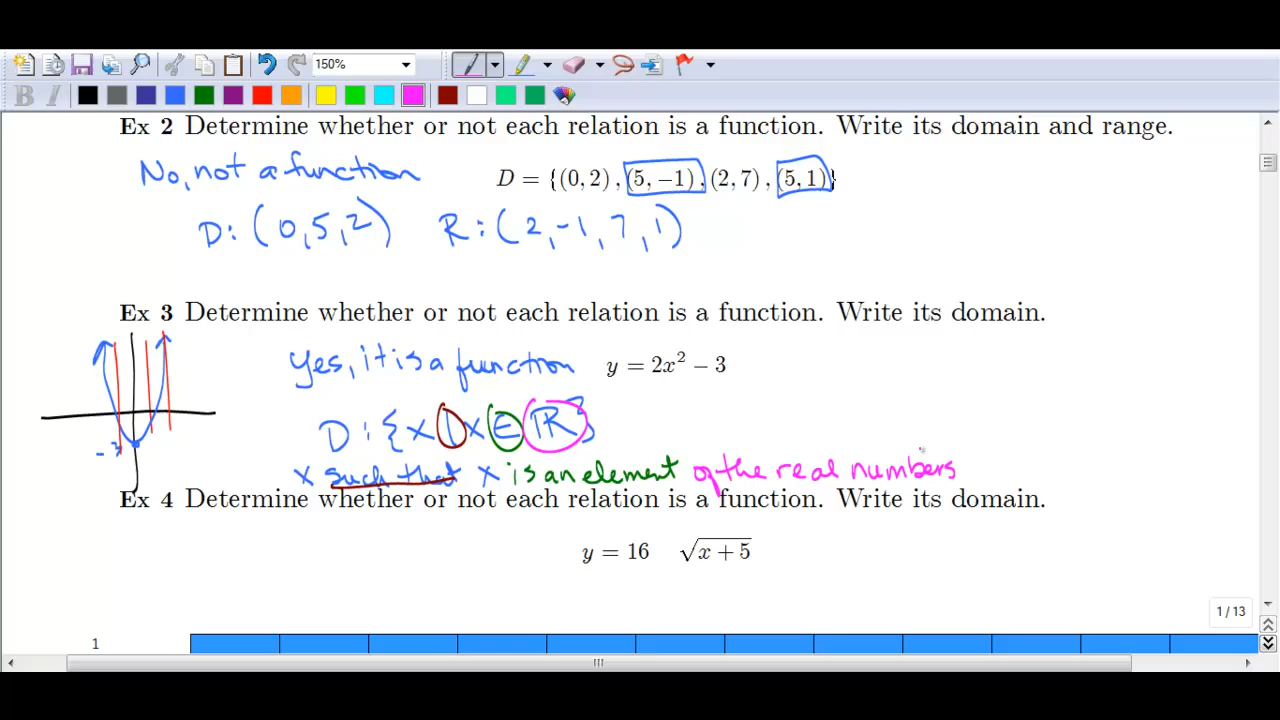 150%
B I
Ex 2 Determine whether or not each relation is a function. Write its domain and range.
No, not a function
D = {(0, 2) , (5, −1) , (2, 7) , (5, 1)}
D: (0, 5, 2) R: (2, -1, 7, 1)
Ex 3 Determine whether or not each relation is a function. Write its domain.
Yes, it is a function y = 2x² − 3
D: {x | x ∈ ℝ}
-3
x such that x is an element of the real numbers
Ex 4 Determine whether or not each relation is a function. Write its domain.
y = 16 √(x + 5)
1 / 13
1